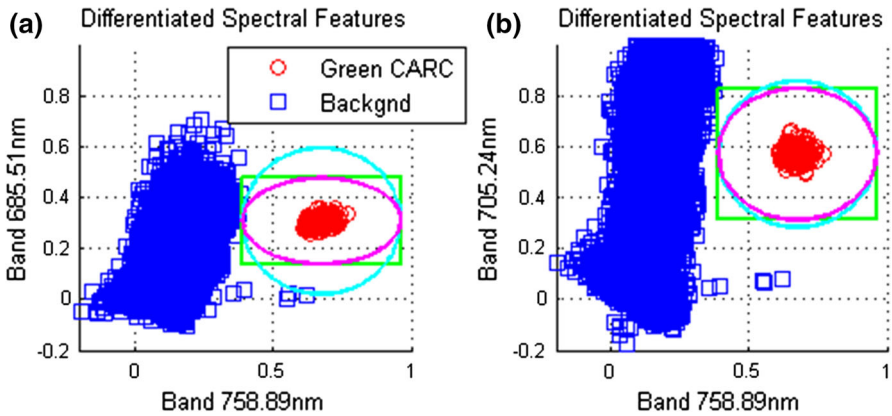 (a)
Differentiated Spectral Features
Green CARC
Backgnd
0.8
0.6
0.4
0.2
0
-0.2
0
0.5
1
Band 685.51nm
Band 758.89nm
(b)
Differentiated Spectral Features
0.8
0.6
0.4
0.2
0
-0.2
0
0.5
1
Band 705.24nm
Band 758.89nm